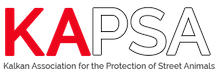 KAPSA
Kalkan Association for the Protection of Street Animals